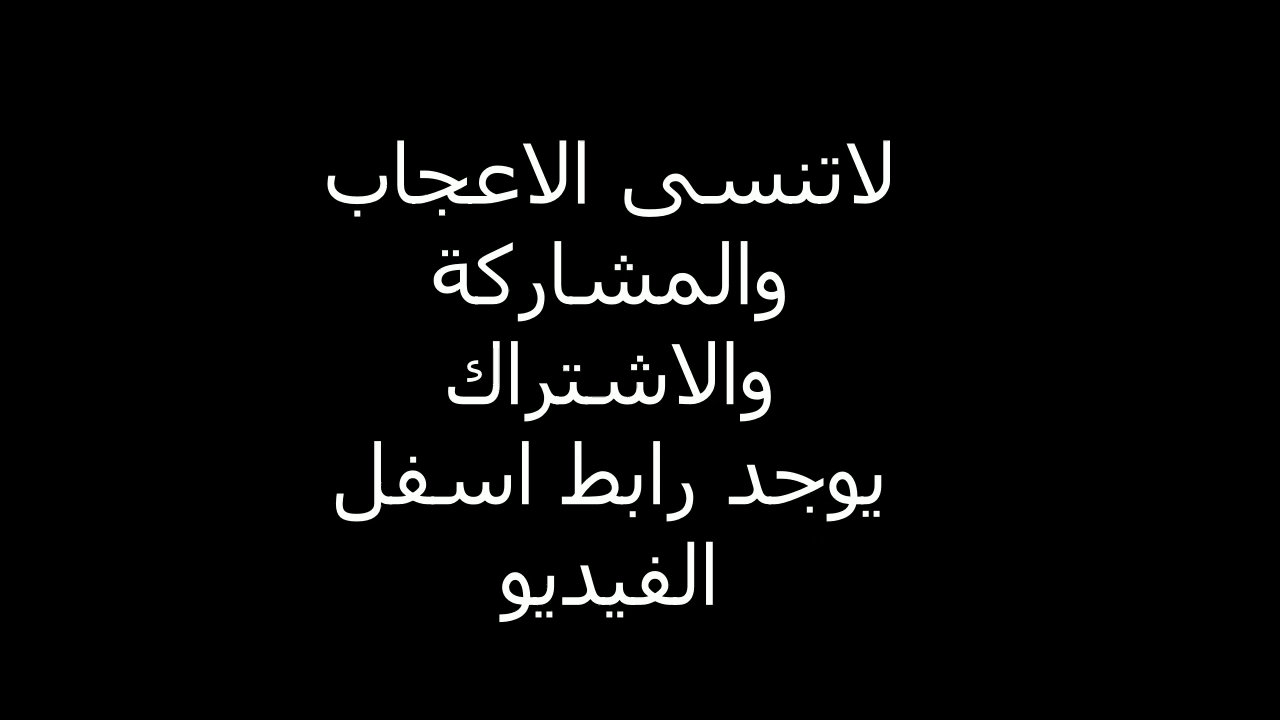 لاتنسى الاعجاب
والمشاركة
والاشتراك
يوجد رابط اسفل
الفيديو